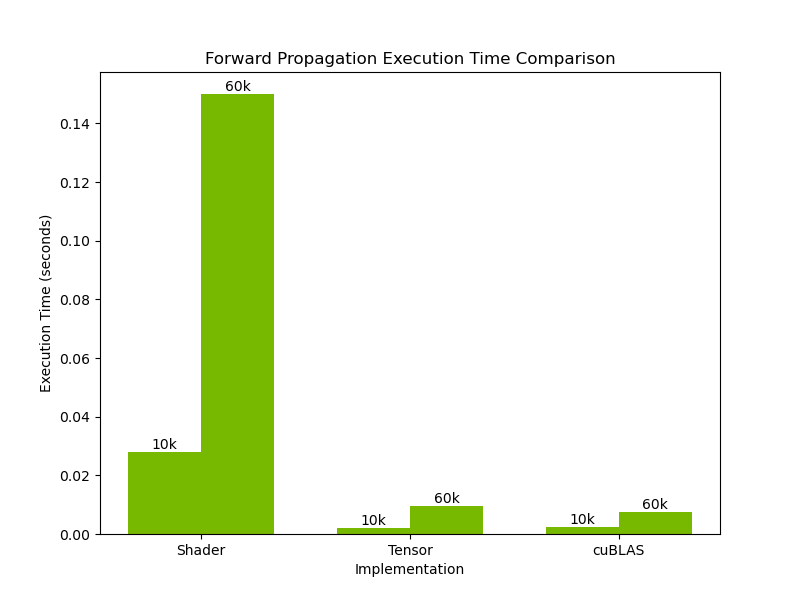 Forward Propagation Execution Time Comparison
Execution Time (seconds)
0.14
0.12
0.10
0.08
0.06
0.04
0.02
0.00
10k
60k
10k
60k
10k
60k
Shader
Tensor
cuBLAS
Implementation